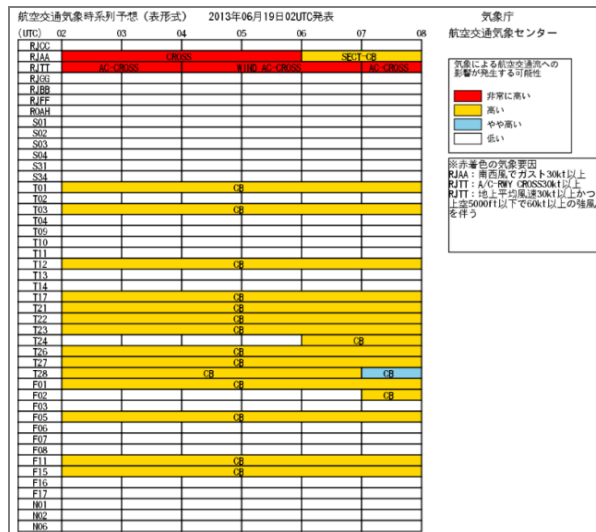 航空交通気象時系列予想（表形式） 2013年06月19日02UTC発表
気象庁
航空交通気象センター
(UTC) 02 03 04 05 06 07 08
RJCC
RJAA CROSS SECT-CB
RJTT AC-CROSS WIND AC-CROSS AC-CROSS
RJGG
RJBB
RJFF
ROAH
S01
S02
S03
S04
S31
S34
T01 CB
T02
T03 CB
T04
T09
T10
T11
T12 CB
T13
T14
T17 CB
T21 CB
T22 CB
T23 CB
T24 CB
T26 CB
T27 CB
T28 CB CB
F01 CB
F02 CB
F03
F05 CB
F06
F07
F08
F11 CB
F15 CB
F16
F17
N01
N02
N06
気象による航空交通流への
影響が発生する可能性
非常に高い
高い
やや高い
低い
※赤着色の気象要因
RJAA：南西風でガスト30kt以上
RJTT：A/C-RWY CROSS30kt以上
RJTT：地上平均風速30kt以上かつ
上空5000ft以下で60kt以上の強風
を伴う